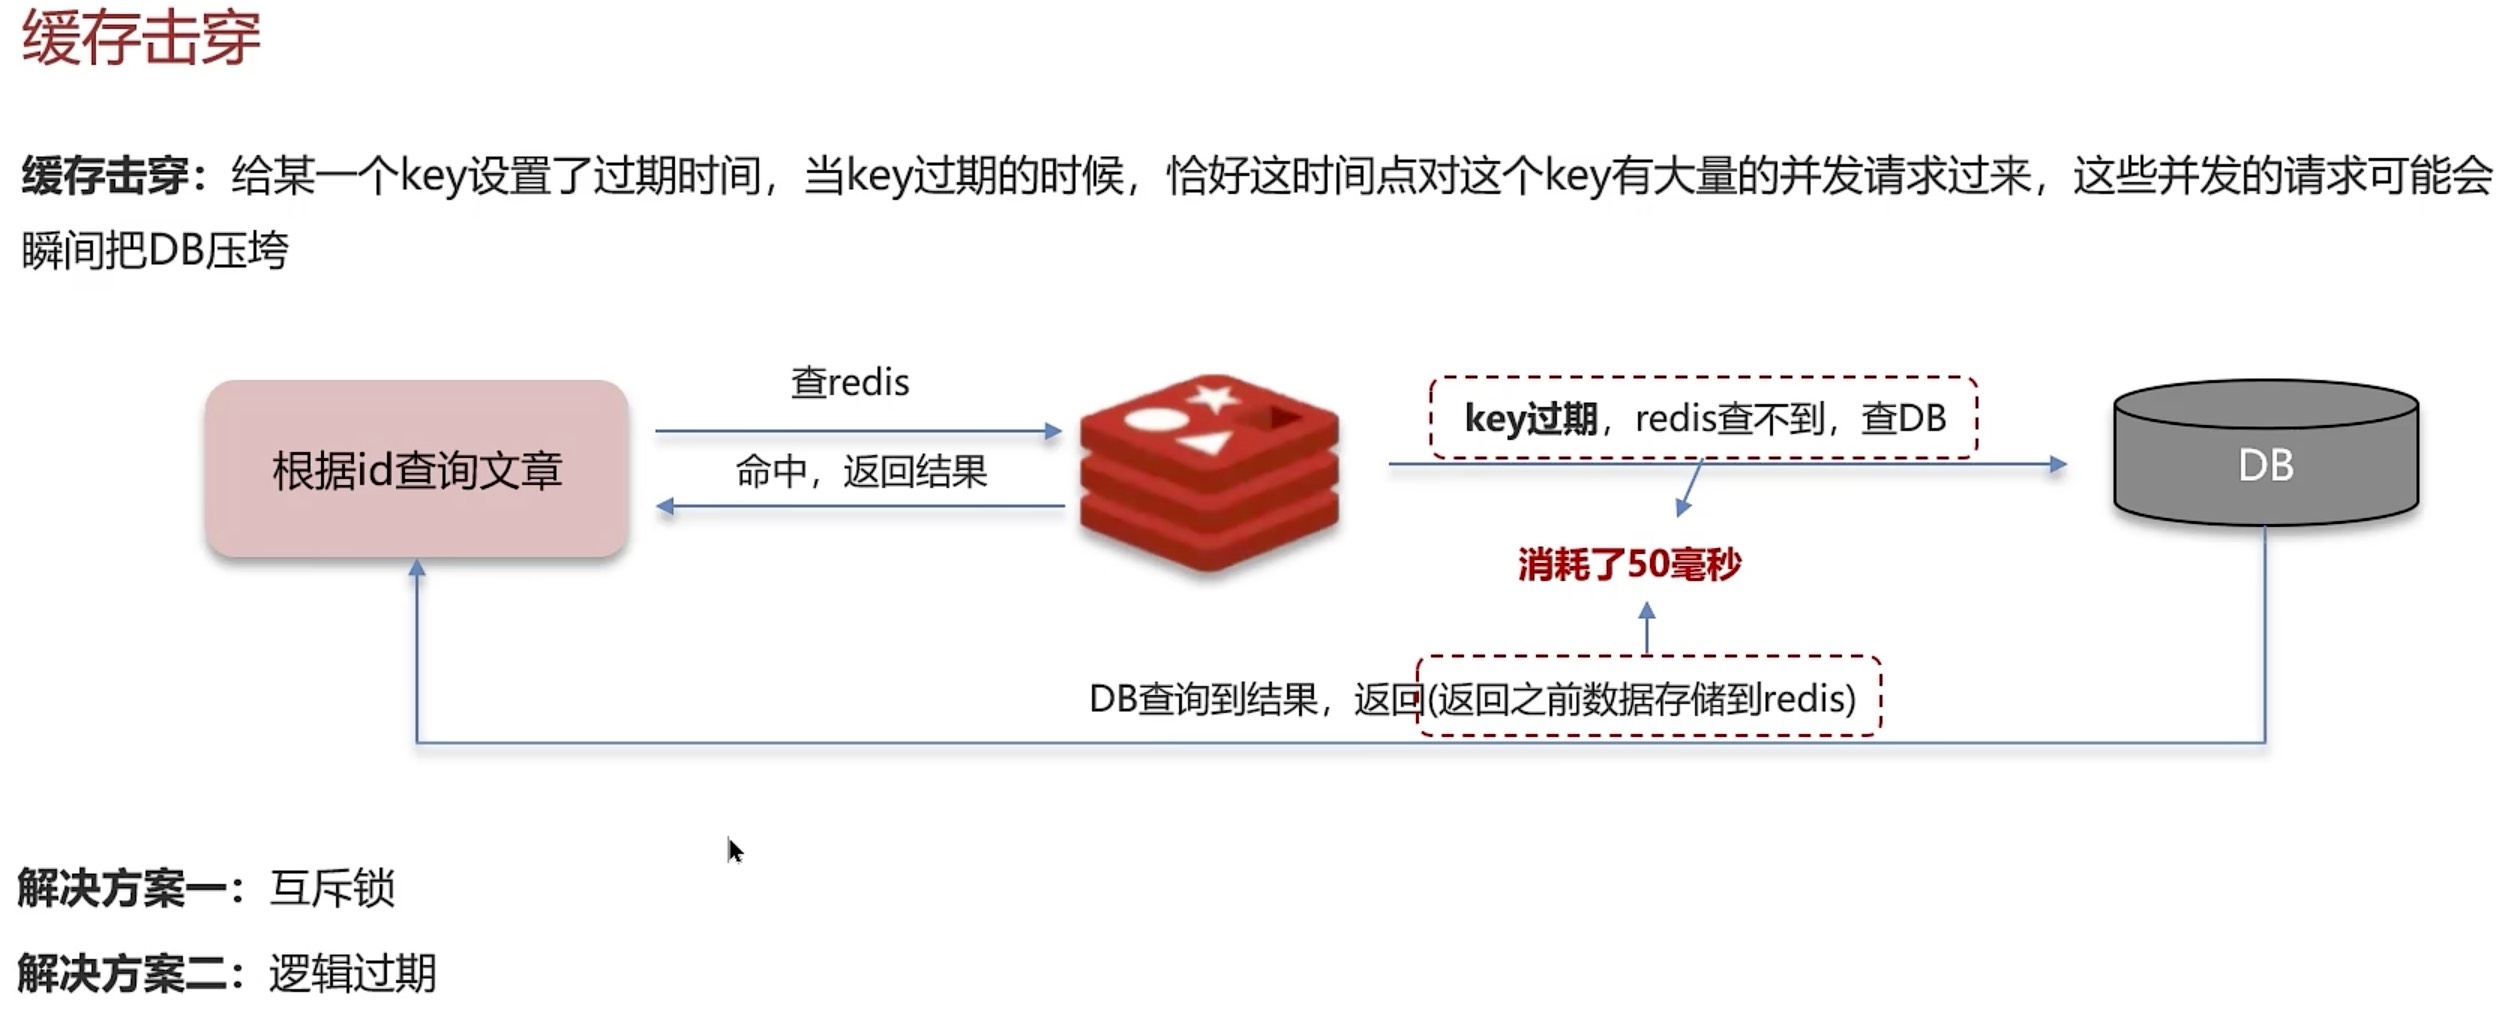 缓存击穿
缓存击穿：给某一个key设置了过期时间，当key过期的时候，恰好这时间点对这个key有大量的并发请求过来，这些并发的请求可能会
瞬间把DB压垮
查redis
key过期，redis查不到，查DB
根据id查询文章
命中，返回结果
DB
消耗了50毫秒
DB查询到结果，返回(返回之前数据存储到redis)
解决方案一：互斥锁
解决方案二：逻辑过期